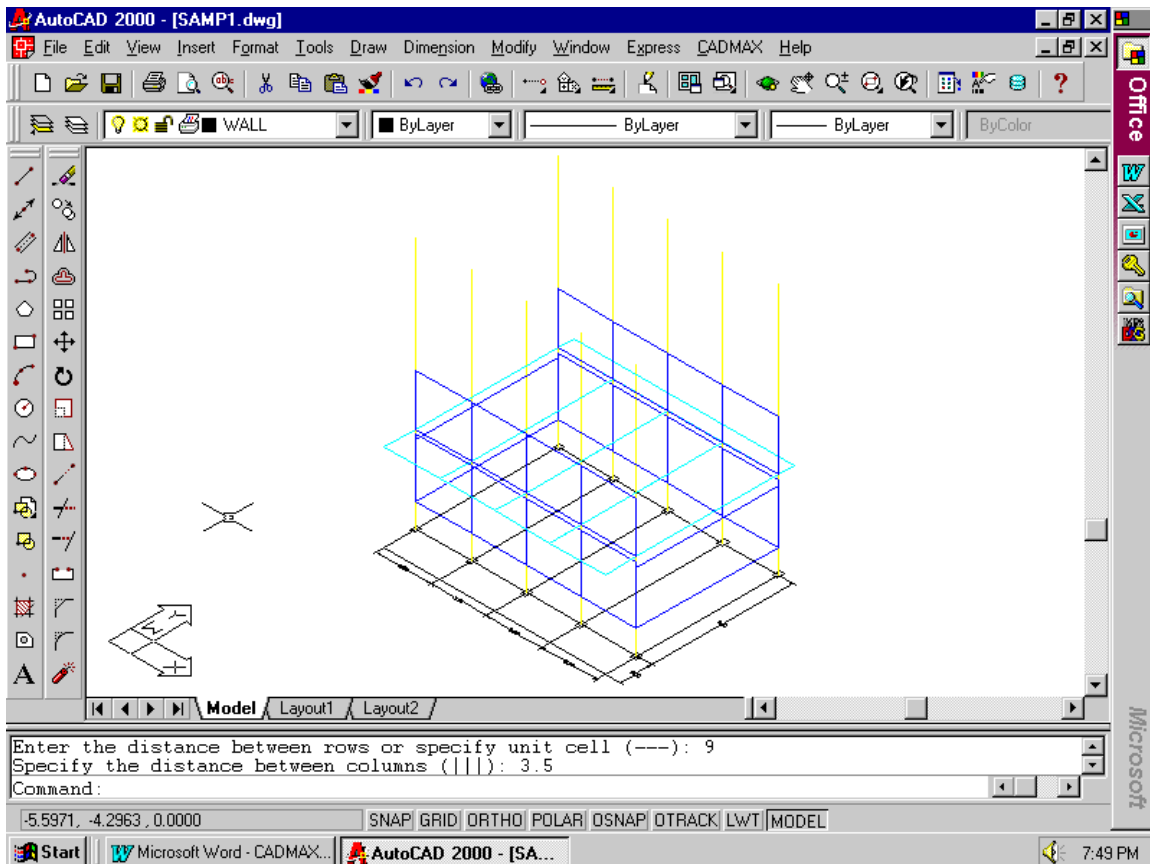 AutoCAD 2000 - [SAMP1.dwg]
File Edit View Insert Format Tools Draw Dimension Modify Window Express CADMAX Help
WALL ByLayer ByLayer ByLayer ByColor
Office
A
Model Layout1 Layout2
Enter the distance between rows or specify unit cell (---): 9
Specify the distance between columns (|||): 3.5
Command:
Microsoft
-5.5971, -4.2963 , 0.0000 SNAP GRID ORTHO POLAR OSNAP OTRACK LWT MODEL
Start Microsoft Word - CADMAX... AutoCAD 2000 - [SA... 7:49 PM